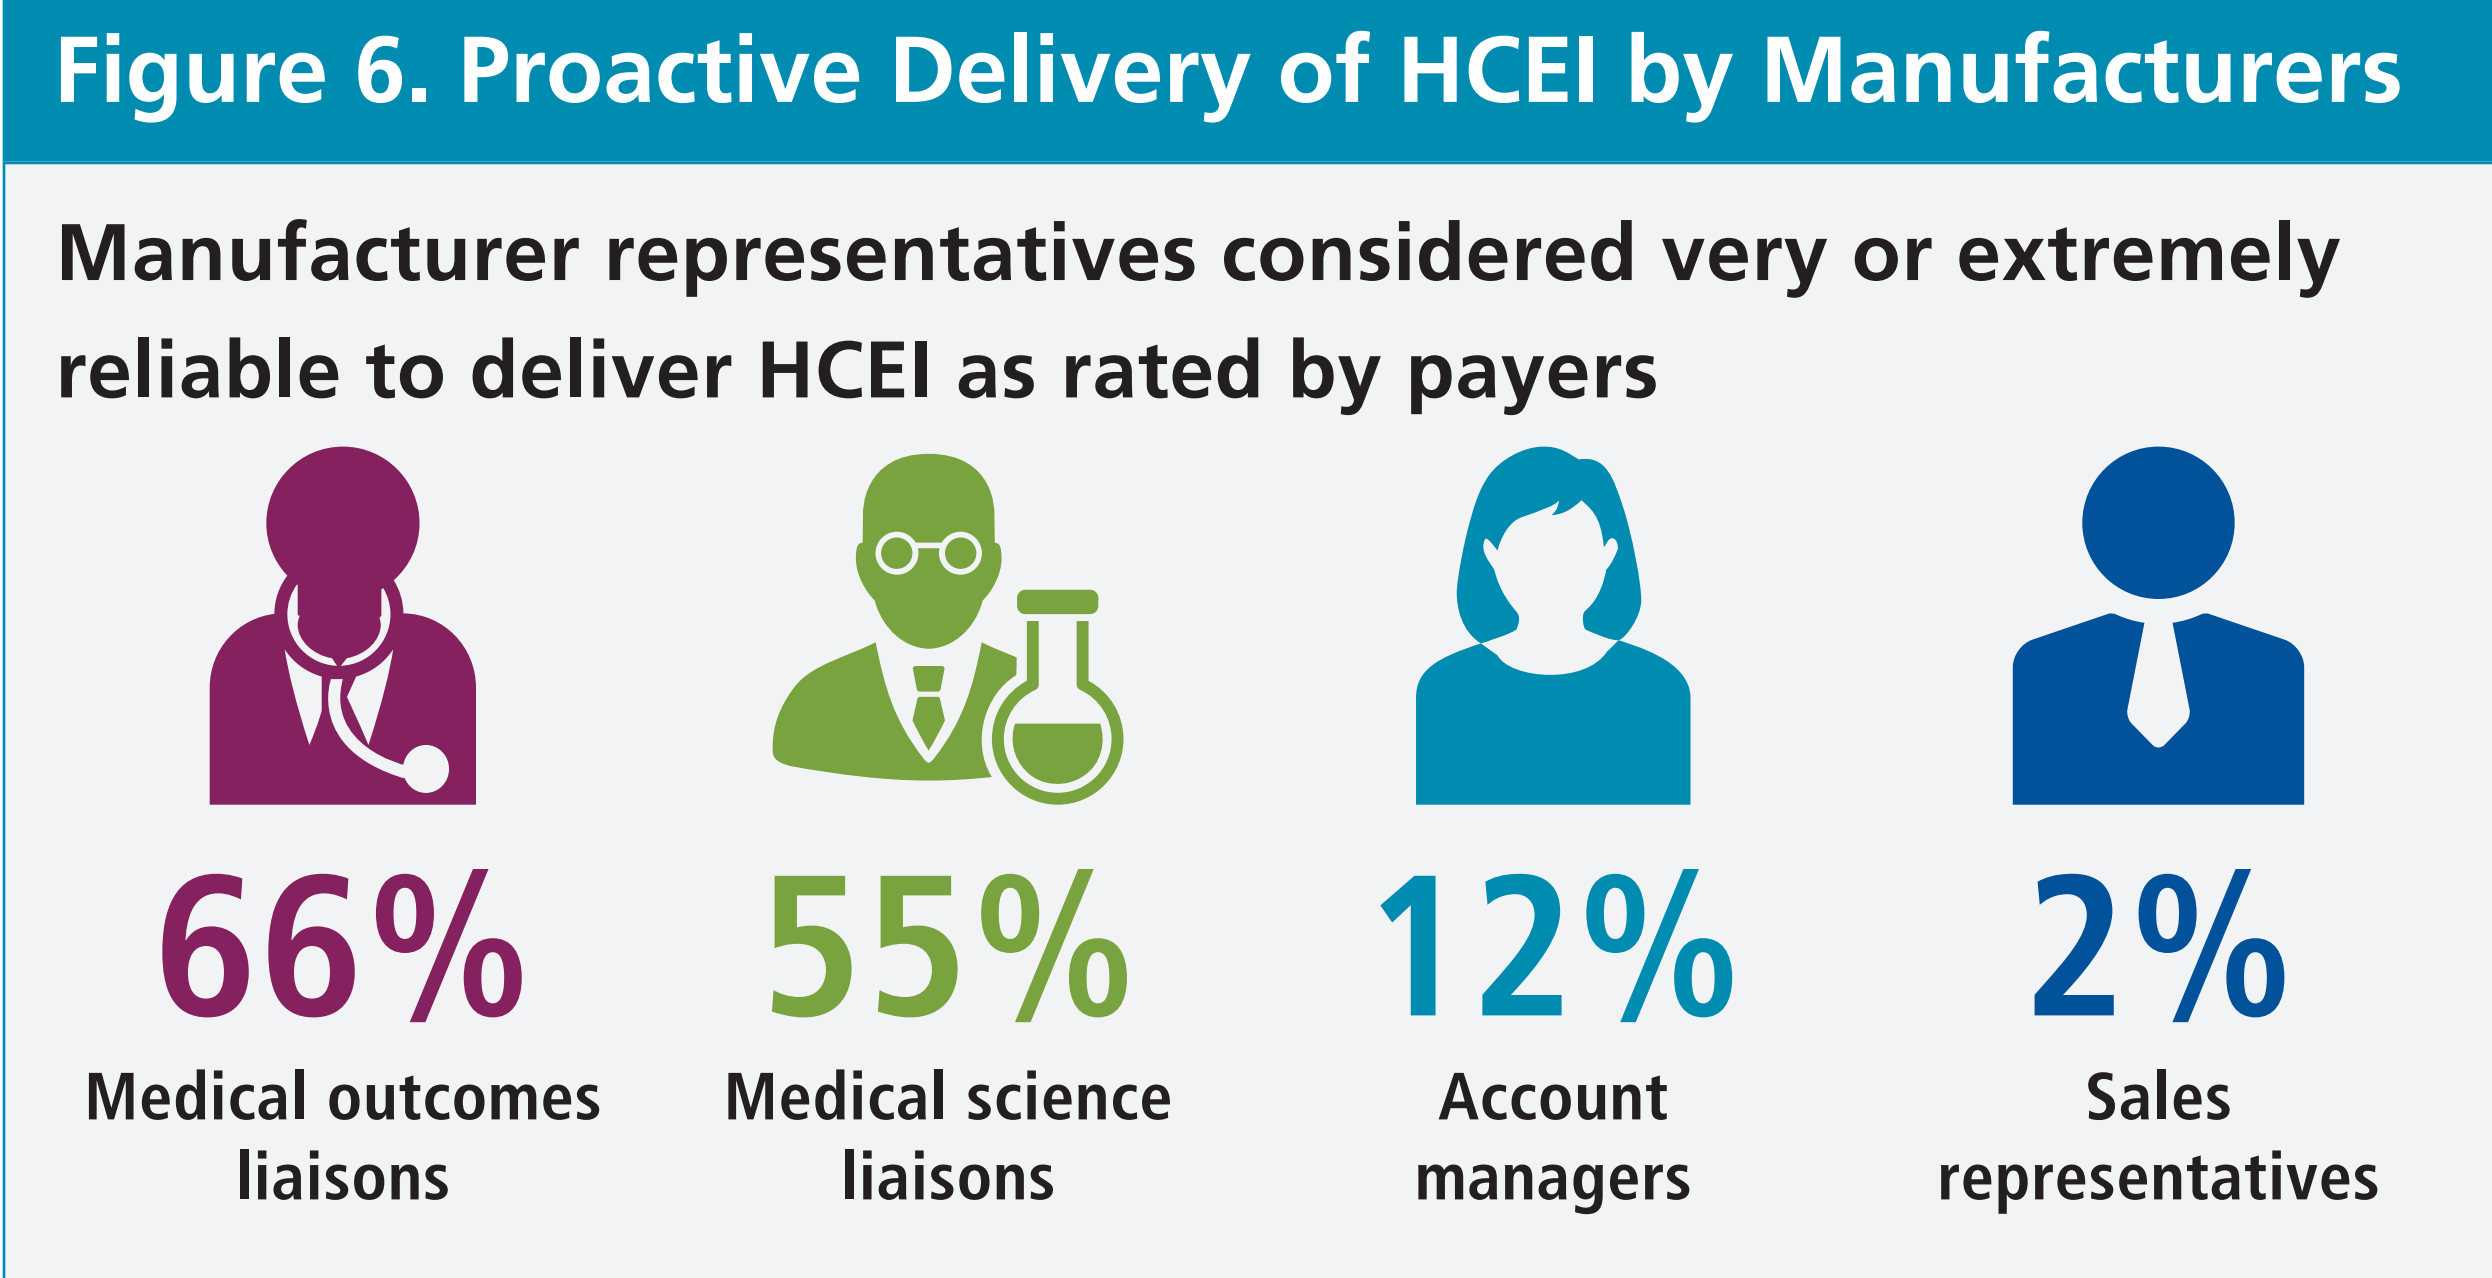 Figure 6. Proactive Delivery of HCEI by Manufacturers
Manufacturer representatives considered very or extremely
reliable to deliver HCEI as rated by payers
66%
55%
12%
2%
Medical outcomes
liaisons
Medical science
liaisons
Account
managers
Sales
representatives